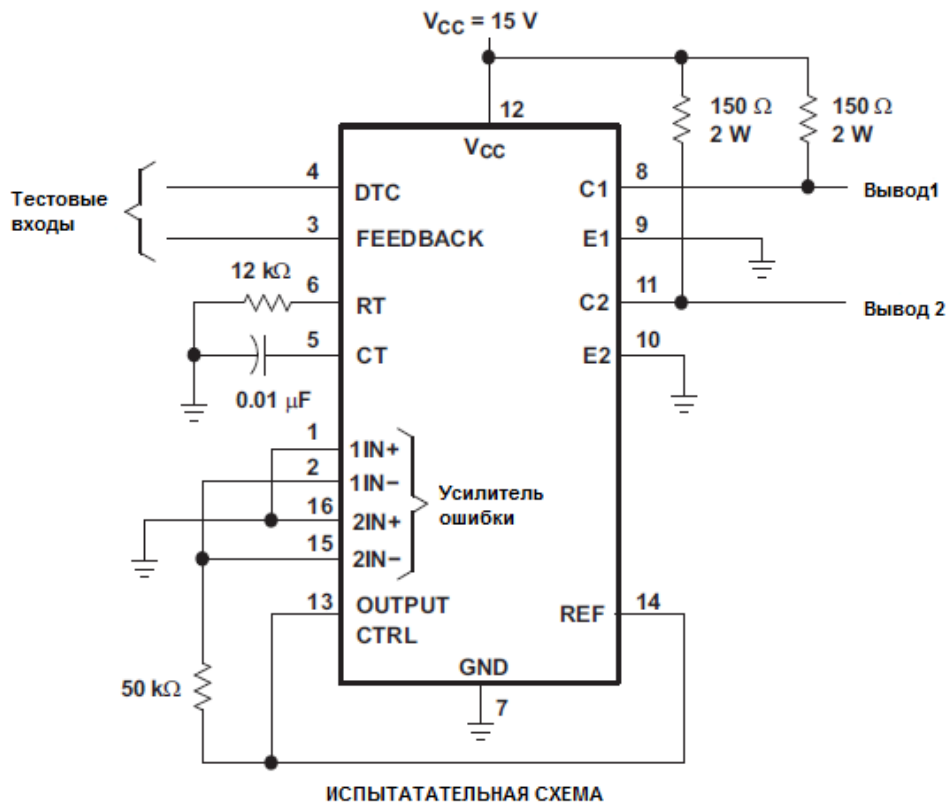 VCC = 15 V
12
150 Ω
2 W
150 Ω
2 W
VCC
Тестовые
входы
4
DTC
3
FEEDBACK
C1
8
Вывод1
E1
9
12 kΩ
6
RT
C2
11
Вывод 2
5
CT
E2
10
0.01 μF
1
1IN+
2
1IN−
16
2IN+
15
2IN−
Усилитель
ошибки
13
OUTPUT
CTRL
REF
14
GND
7
50 kΩ
ИСПЫТАТАТЕЛЬНАЯ СХЕМА